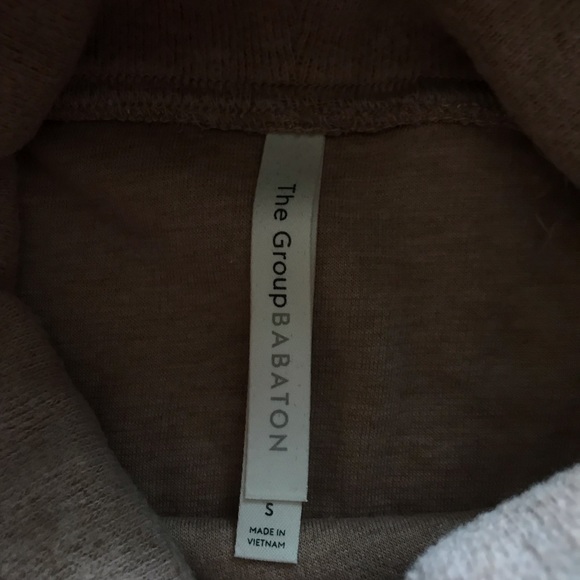 The GroupBABATON
S
MADE IN
VIETNAM